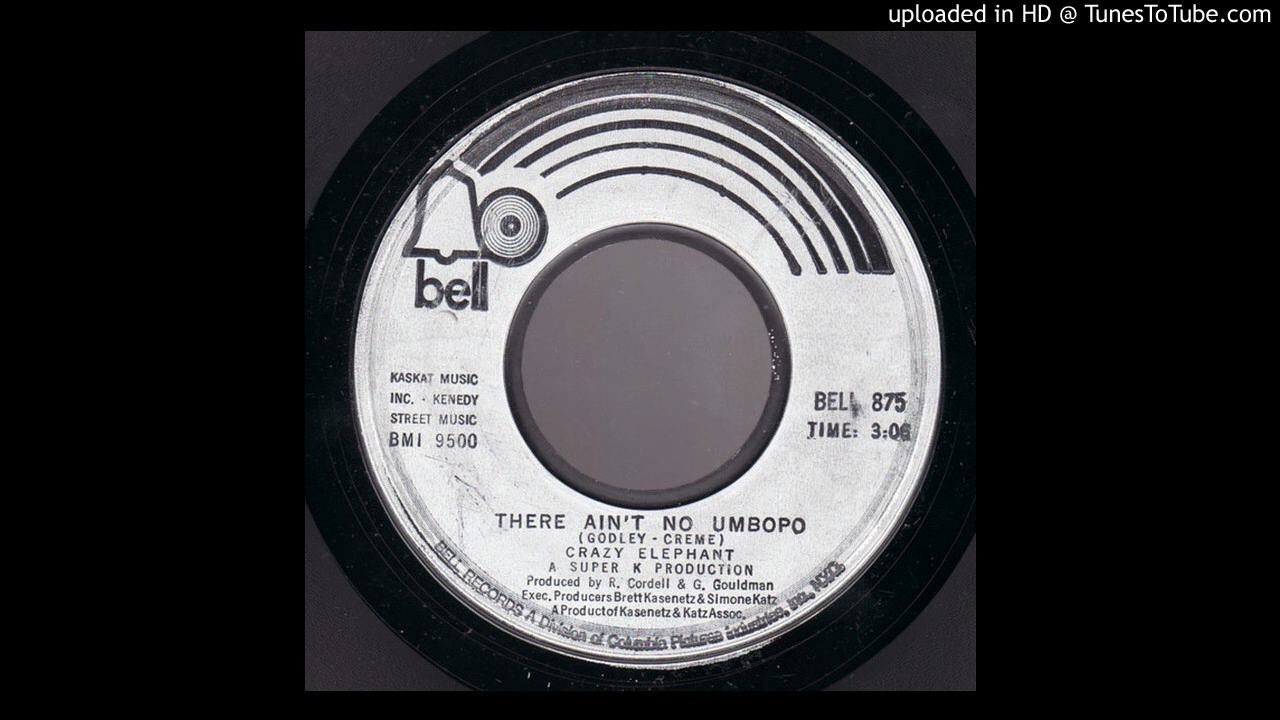 uploaded in HD @ TunesToTube.com
bell
KASKAT MUSIC
INC. · KENEDY
STREET MUSIC
BMI 9500
BELL 875
TIME: 3:06
THERE AIN'T NO UMBOPO
(GODLEY - CREME)
CRAZY ELEPHANT
A SUPER K PRODUCTION
Produced by R. Cordell & G. Gouldman
Exec. Producers Brett Kasenetz & Simone Katz
A Product of Kasenetz & Katz Assoc.
BELL RECORDS A Division of Columbia Pictures Industries, Inc., NYC.